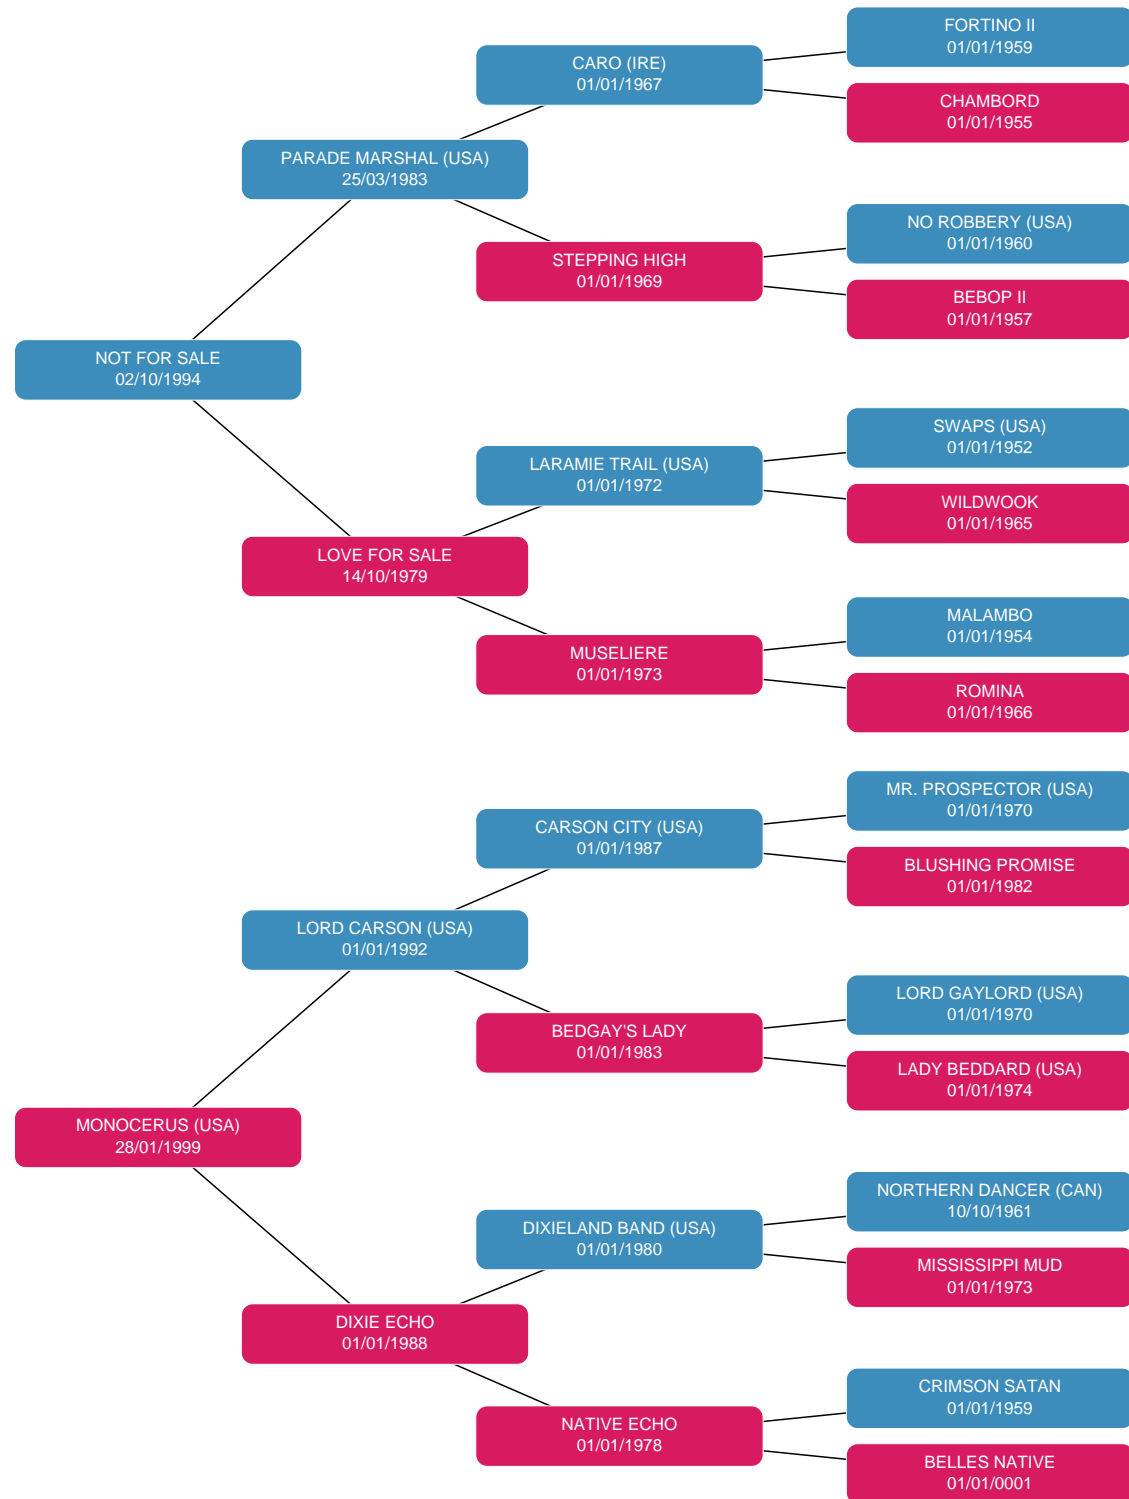 FORTINO II
01/01/1959
CARO (IRE)
01/01/1967
CHAMBORD
01/01/1955
PARADE MARSHAL (USA)
25/03/1983
NO ROBBERY (USA)
01/01/1960
STEPPING HIGH
01/01/1969
BEBOP II
01/01/1957
NOT FOR SALE
02/10/1994
SWAPS (USA)
01/01/1952
LARAMIE TRAIL (USA)
01/01/1972
WILDWOOK
01/01/1965
LOVE FOR SALE
14/10/1979
MALAMBO
01/01/1954
MUSELIERE
01/01/1973
ROMINA
01/01/1966
MR. PROSPECTOR (USA)
01/01/1970
CARSON CITY (USA)
01/01/1987
BLUSHING PROMISE
01/01/1982
LORD CARSON (USA)
01/01/1992
LORD GAYLORD (USA)
01/01/1970
BEDGAY'S LADY
01/01/1983
LADY BEDDARD (USA)
01/01/1974
MONOCERUS (USA)
28/01/1999
NORTHERN DANCER (CAN)
10/10/1961
DIXIELAND BAND (USA)
01/01/1980
MISSISSIPPI MUD
01/01/1973
DIXIE ECHO
01/01/1988
CRIMSON SATAN
01/01/1959
NATIVE ECHO
01/01/1978
BELLES NATIVE
01/01/0001